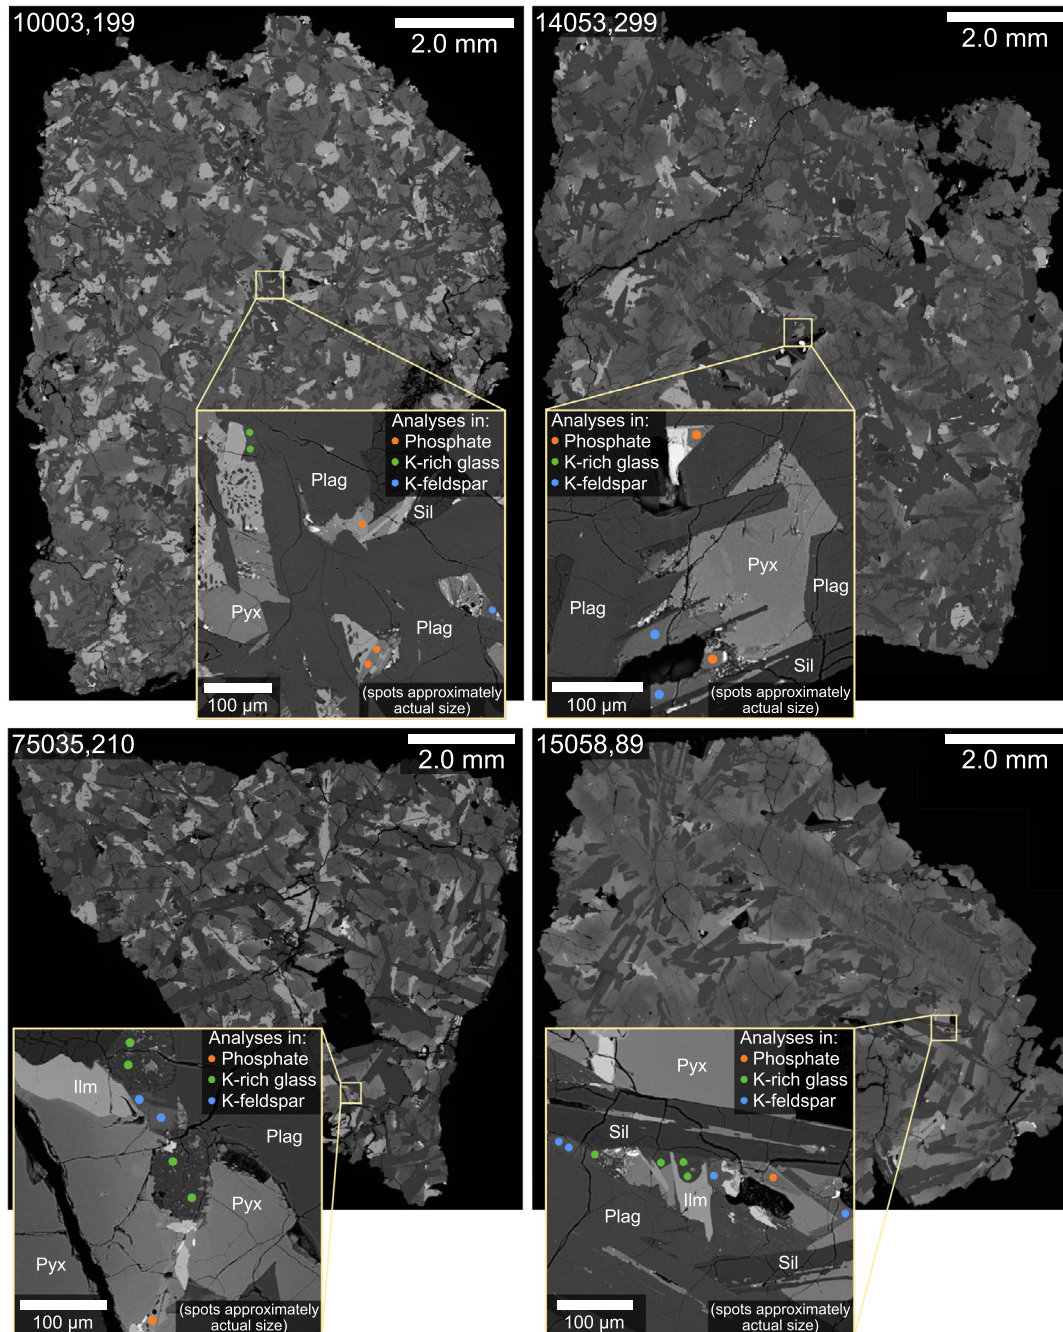 10003,199
2.0 mm
Analyses in:
Phosphate
K-rich glass
K-feldspar
Plag
Sil
Pyx
Plag
100 µm
(spots approximately
actual size)
14053,299
2.0 mm
Analyses in:
Phosphate
K-rich glass
K-feldspar
Pyx
Plag
Plag
Sil
100 µm
(spots approximately
actual size)
75035,210
2.0 mm
Analyses in:
Phosphate
K-rich glass
K-feldspar
Ilm
Plag
Pyx
Pyx
100 µm
(spots approximately
actual size)
15058,89
2.0 mm
Analyses in:
Phosphate
K-rich glass
K-feldspar
Pyx
Sil
Ilm
Plag
Sil
100 µm
(spots approximately
actual size)